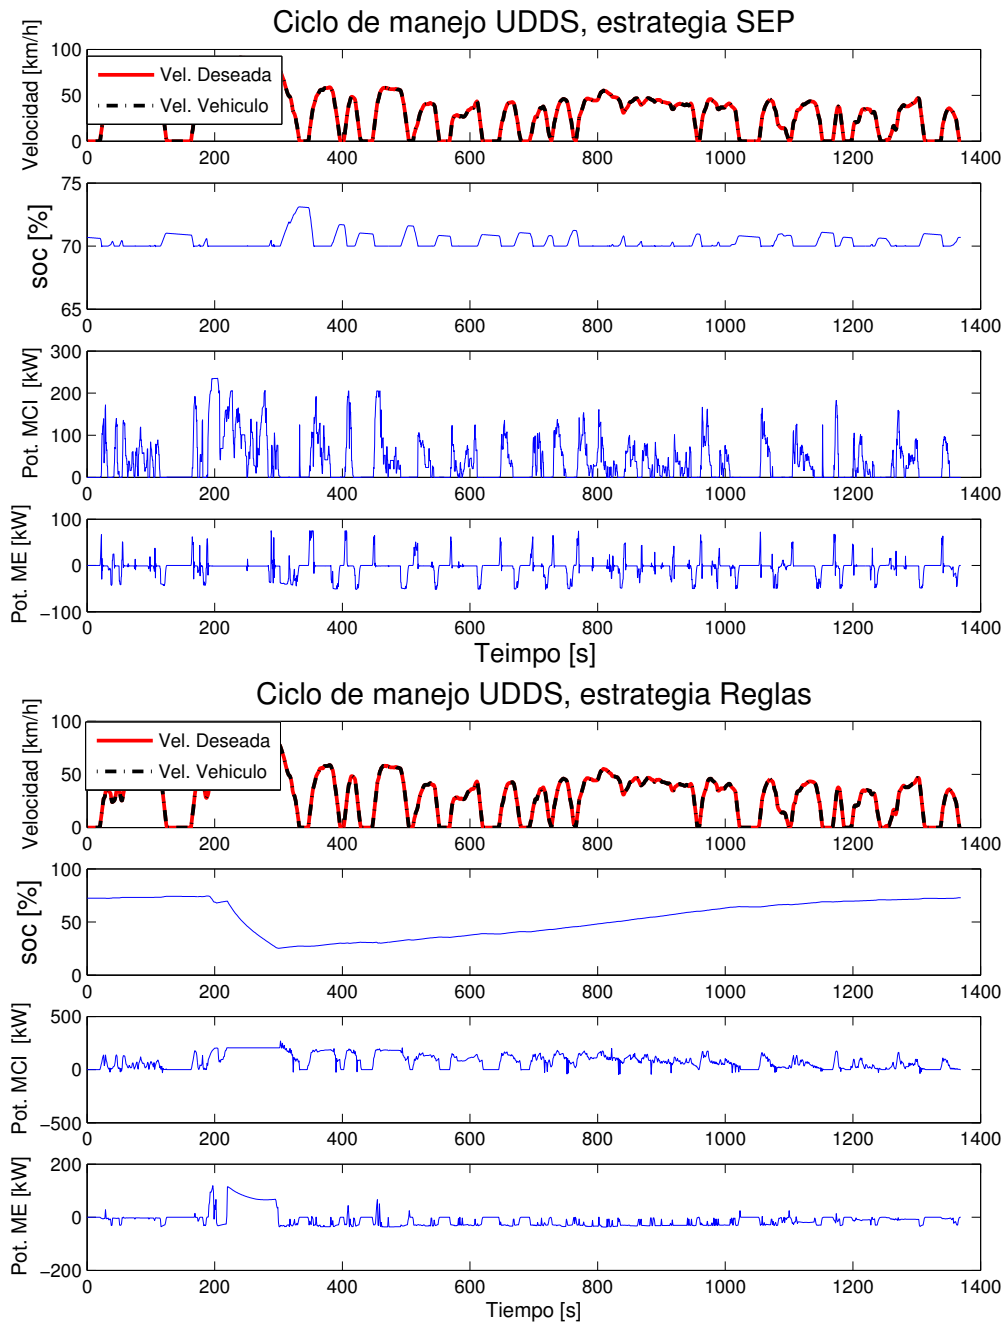 Ciclo de manejo UDDS, estrategia SEP
Velocidad [km/h]
100
50
0
Vel. Deseada
Vel. Vehiculo
0 200 400 600 800 1000 1200 1400
soc [%]
75
70
65
0 200 400 600 800 1000 1200 1400
Pot. MCI [kW]
300
200
100
0
0 200 400 600 800 1000 1200 1400
Pot. ME [kW]
100
0
−100
0 200 400 600 800 1000 1200 1400
Teimpo [s]
Ciclo de manejo UDDS, estrategia Reglas
Velocidad [km/h]
100
50
0
Vel. Deseada
Vel. Vehiculo
0 200 400 600 800 1000 1200 1400
soc [%]
100
50
0
0 200 400 600 800 1000 1200 1400
Pot. MCI [kW]
500
0
−500
0 200 400 600 800 1000 1200 1400
Pot. ME [kW]
200
0
−200
0 200 400 600 800 1000 1200 1400
Tiempo [s]